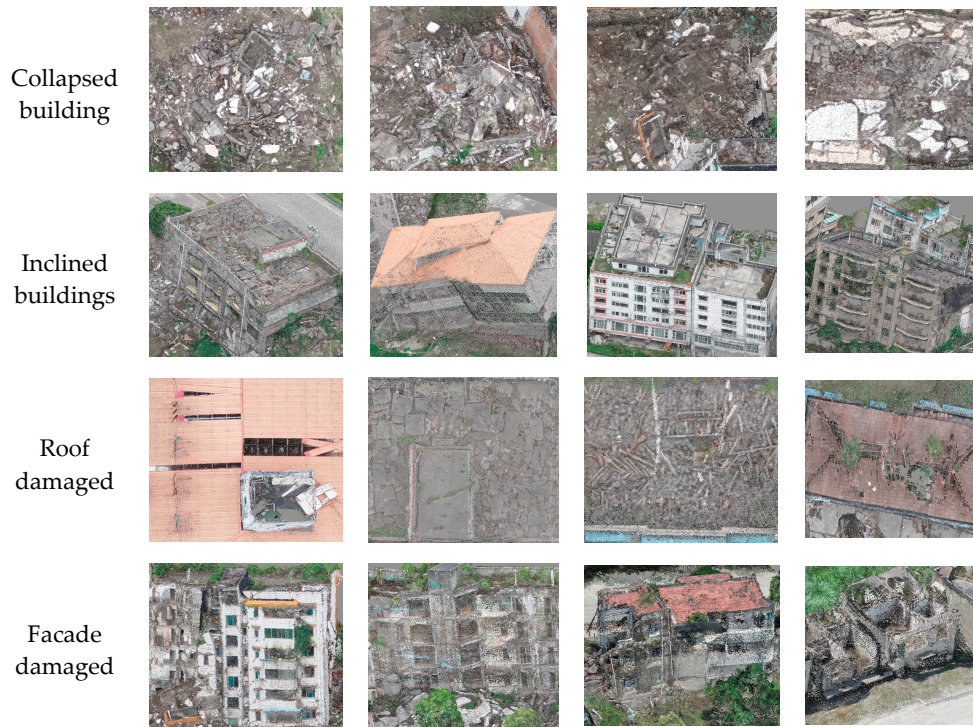 Collapsed
building
Inclined
buildings
Roof
damaged
Facade
damaged